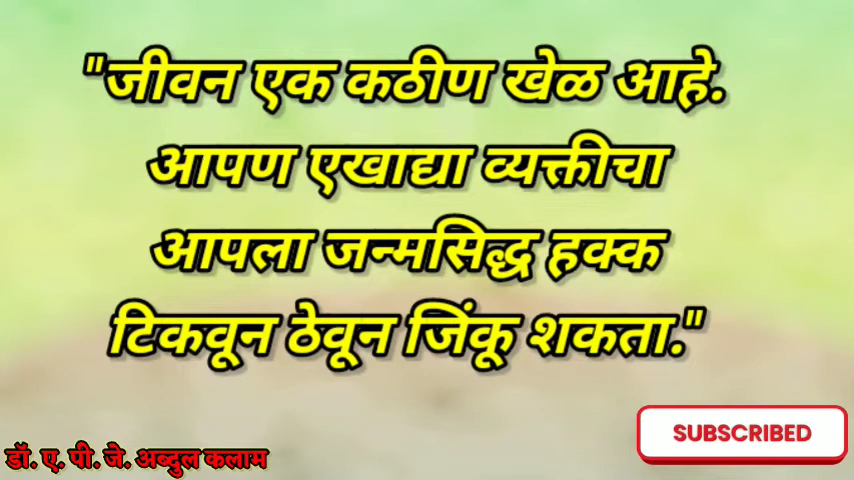 "जीवन एक कठीण खेळ आहे.
आपण एखाद्या व्यक्तीचा
आपला जन्मसिद्ध हक्क
टिकवून ठेवून जिंकू शकता."
SUBSCRIBED
डॉ. ए. पी. जे. अब्दुल कलाम